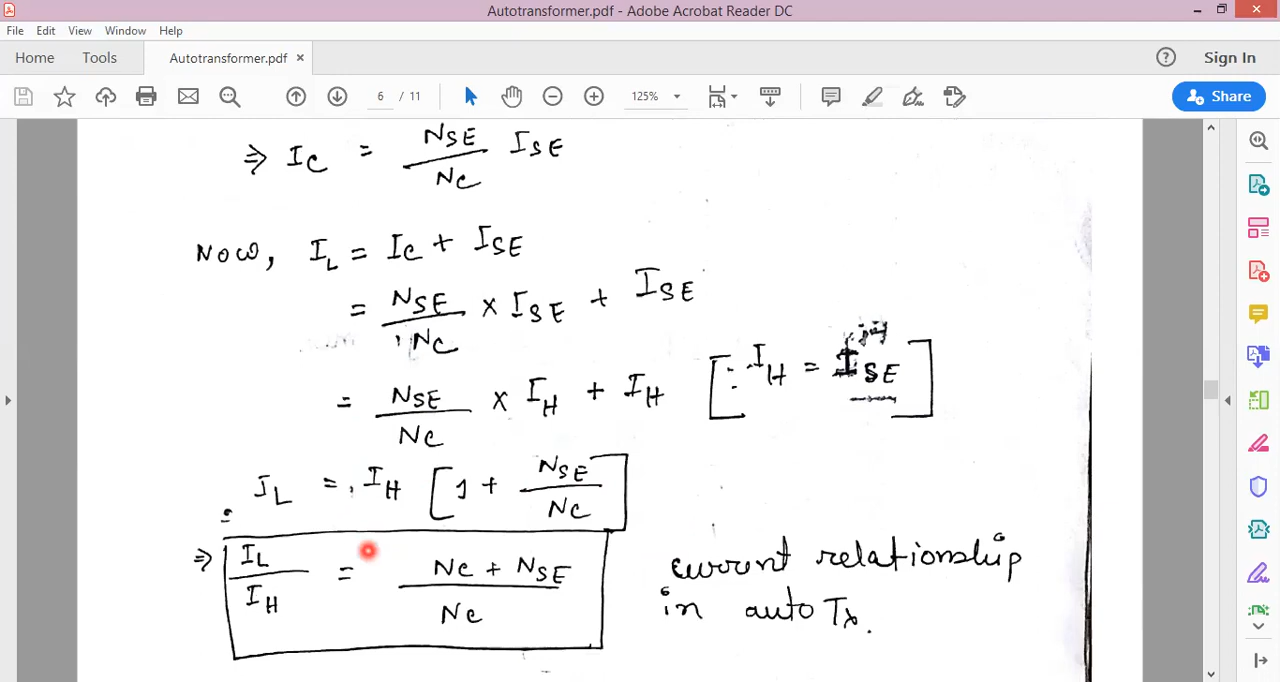 Autotransformer.pdf - Adobe Acrobat Reader DC
File Edit View Window Help
Home Tools Autotransformer.pdf × ? Sign In
6 / 11 125% Share
⇒ IC = NSE/NC ISE
Now, IL = IC + ISE
= NSE/NC × ISE + ISE
= NSE/NC × IH + IH [∵ IH = ISE]
IL = IH [1 + NSE/NC]
⇒ IL/IH = NC + NSE/NC
current relationship
in auto Tx.